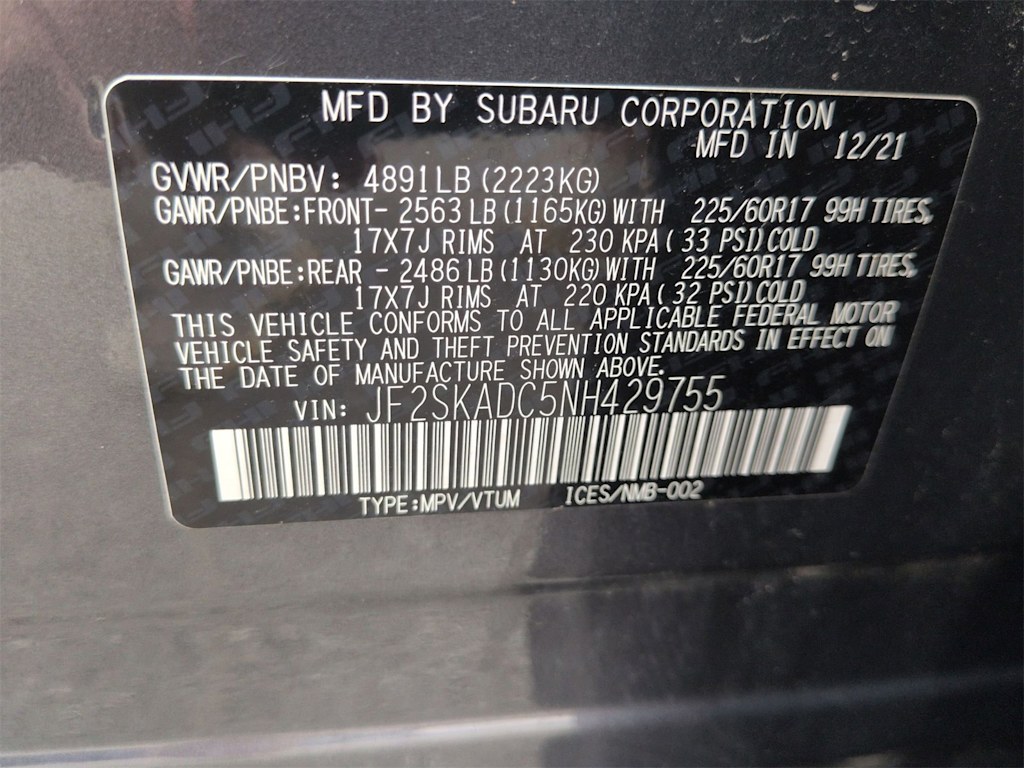 MFD BY SUBARU CORPORATION
MFD IN 12/21
GVWR/PNBV: 4891LB (2223KG)
GAWR/PNBE:FRONT- 2563 LB (1165KG) WITH 225/60R17 99H TIRES,
17X7J RIMS AT 230 KPA ( 33 PSI) COLD
GAWR/PNBE:REAR - 2486 LB (1130KG) WITH 225/60R17 99H TIRES,
17X7J RIMS AT 220 KPA ( 32 PSI) COLD
THIS VEHICLE CONFORMS TO ALL APPLICABLE FEDERAL MOTOR
VEHICLE SAFETY AND THEFT PREVENTION STANDARDS IN EFFECT ON
THE DATE OF MANUFACTURE SHOWN ABOVE.
VIN: JF2SKADC5NH429755
TYPE:MPV/VTUM ICES/NMB-002